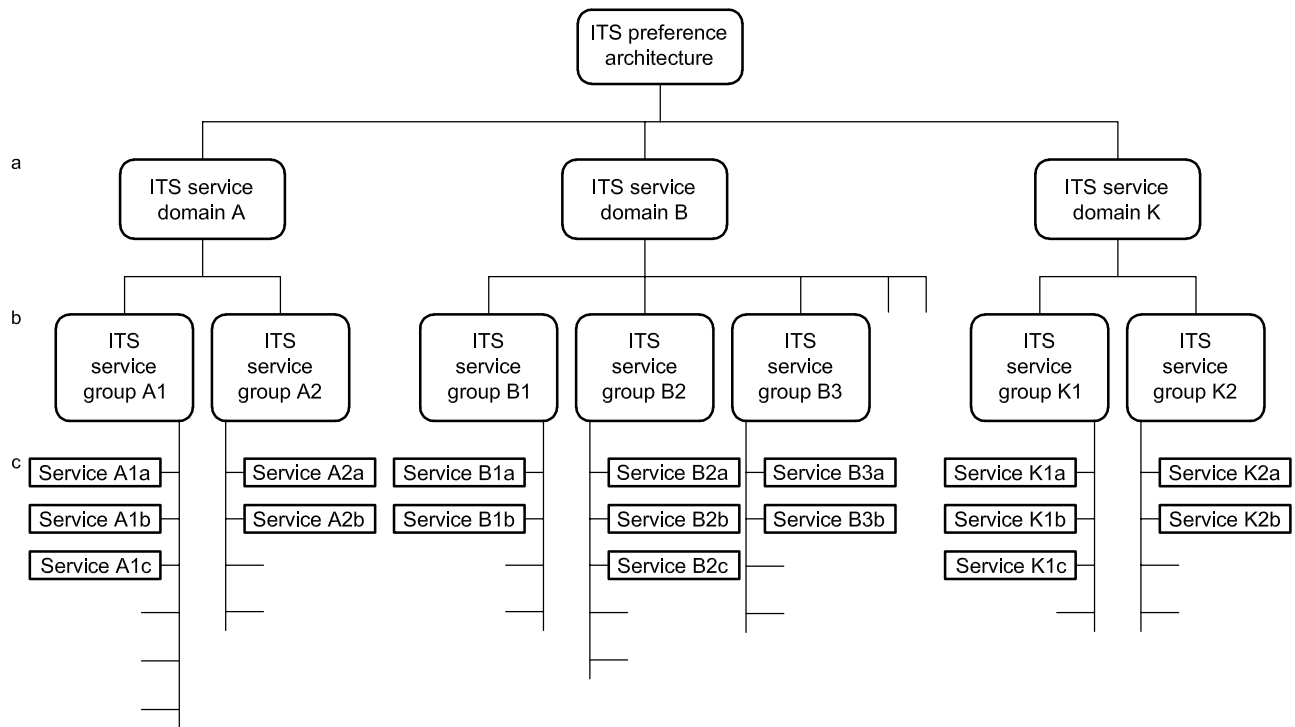 ITS preference
architecture
a
ITS service
domain A
ITS service
domain B
ITS service
domain K
b
ITS
service
group A1
ITS
service
group A2
ITS
service
group B1
ITS
service
group B2
ITS
service
group B3
ITS
service
group K1
ITS
service
group K2
c
Service A1a
Service A2a
Service B1a
Service B2a
Service B3a
Service K1a
Service K2a
Service A1b
Service A2b
Service B1b
Service B2b
Service B3b
Service K1b
Service K2b
Service A1c
Service B2c
Service K1c